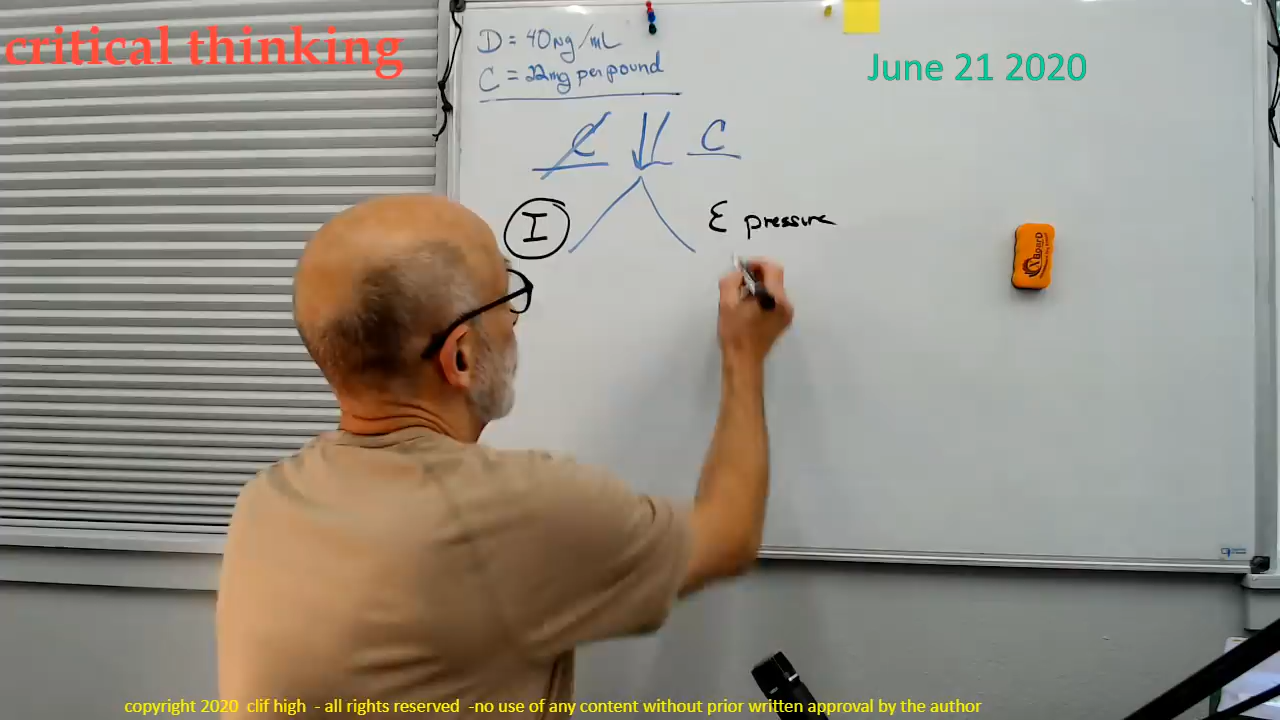 critical thinking
June 21 2020
D = 40ng/mL
C = 22mg per pound
C C
I
Ɛ pressure
copyright 2020 clif high - all rights reserved -no use of any content without prior written approval by the author